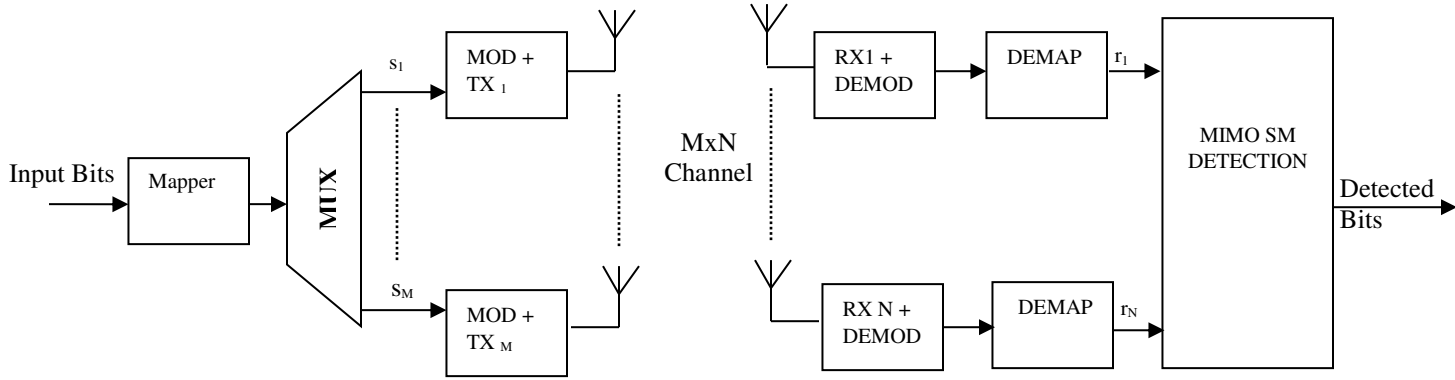 Input Bits
Mapper
MUX
s1
MOD +
TX 1
sM
MOD +
TX M
MxN
Channel
RX1 +
DEMOD
DEMAP
r1
RX N +
DEMOD
DEMAP
rN
MIMO SM
DETECTION
Detected
Bits